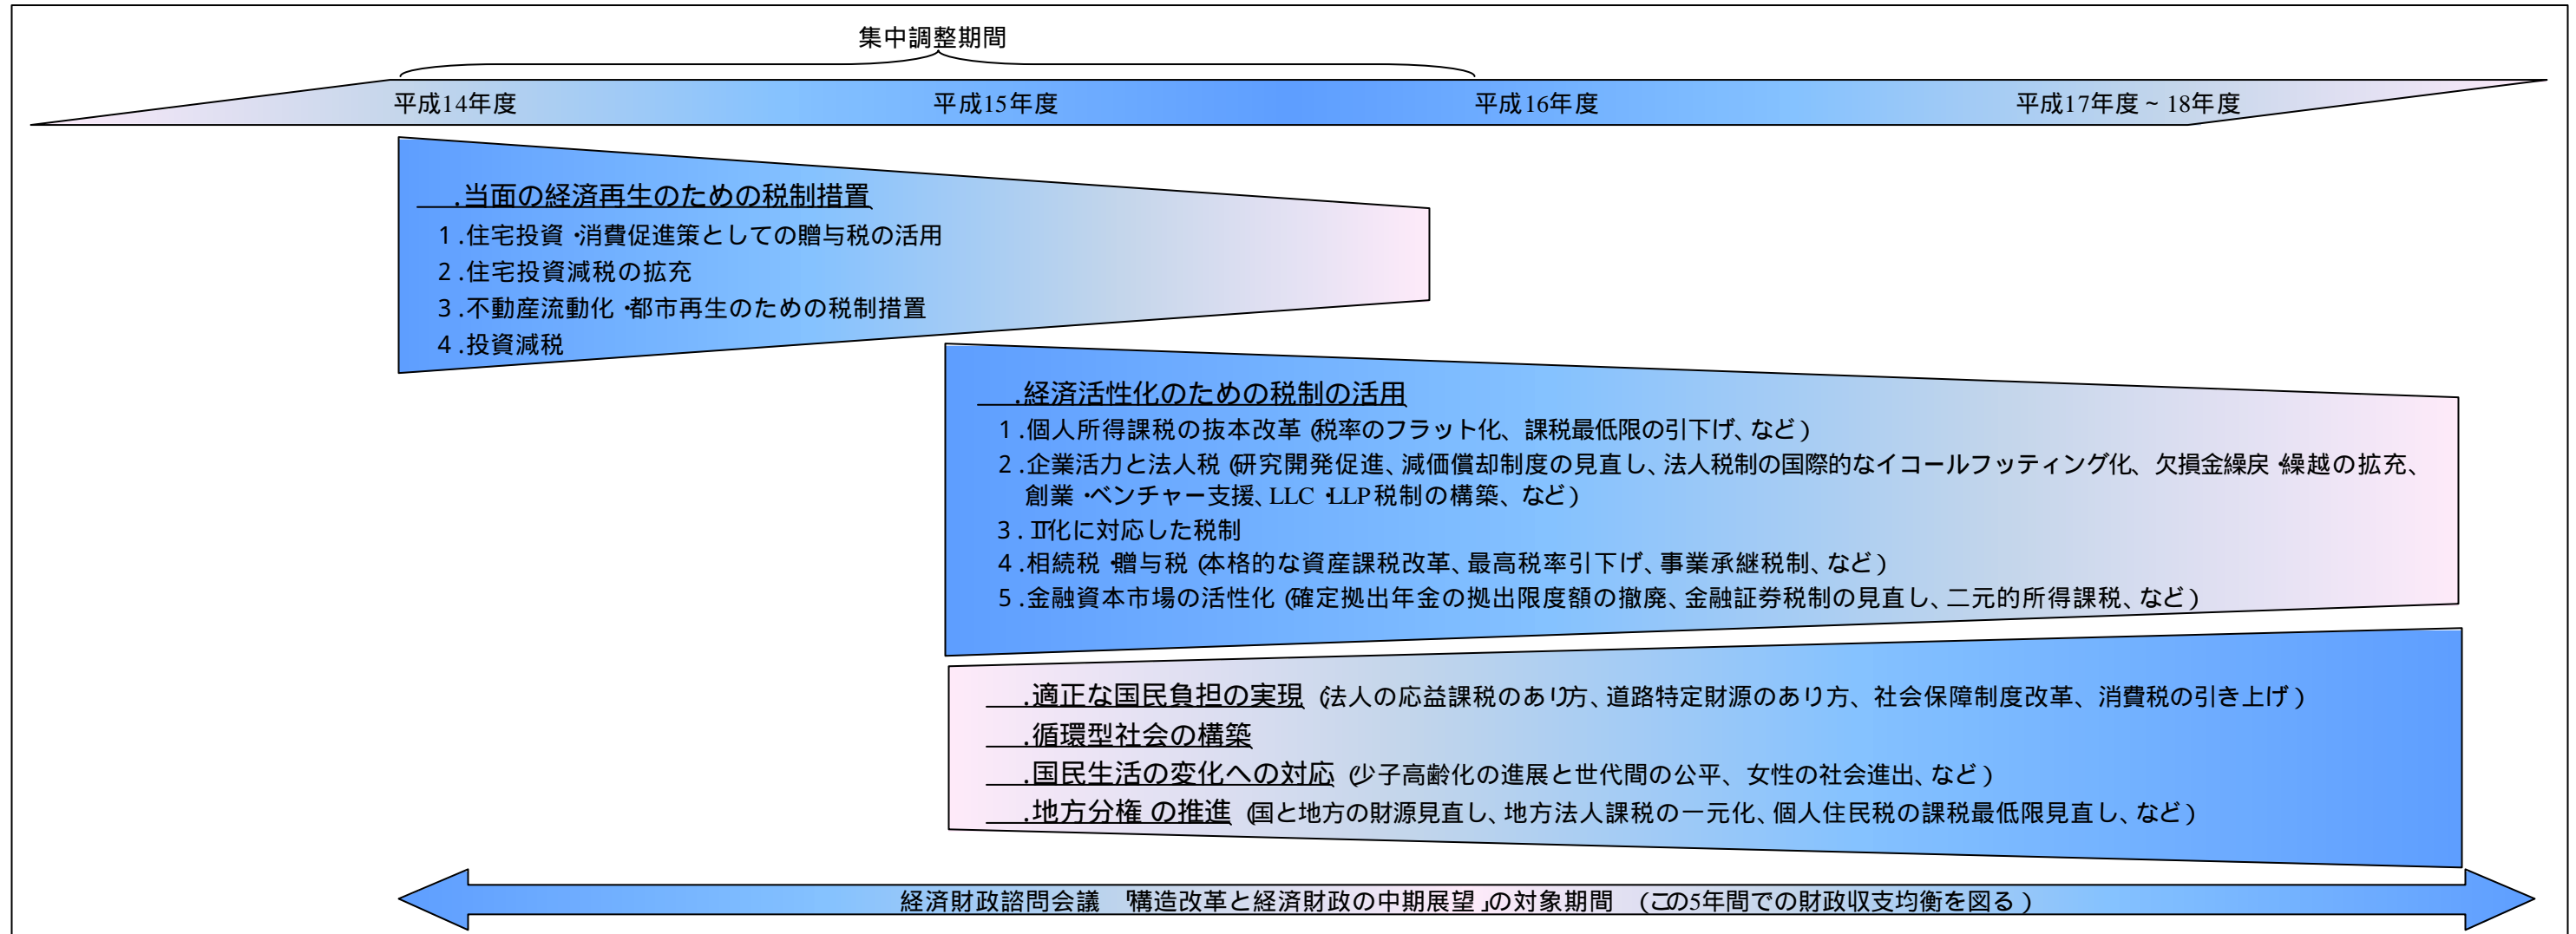 集中調整期間
平成14年度 平成15年度 平成16年度 平成17年度~18年度
.当面の経済再生のための税制措置
1.住宅投資・消費促進策としての贈与税の活用
2.住宅投資減税の拡充
3.不動産流動化・都市再生のための税制措置
4.投資減税
.経済活性化のための税制の活用
1.個人所得課税の抜本改革(税率のフラット化、課税最低限の引下げ、など)
2.企業活力と法人税(研究開発促進、減価償却制度の見直し、法人税制の国際的なイコールフッティング化、欠損金繰戻・繰越の拡充、
創業・ベンチャー支援、LLC・LLP税制の構築、など)
3.IT化に対応した税制
4.相続税・贈与税(本格的な資産課税改革、最高税率引下げ、事業承継税制、など)
5.金融資本市場の活性化(確定拠出年金の拠出限度額の撤廃、金融証券税制の見直し、二元的所得課税、など)
.適正な国民負担の実現(法人の応益課税のあり方、道路特定財源のあり方、社会保障制度改革、消費税の引き上げ)
.循環型社会の構築
.国民生活の変化への対応(少子高齢化の進展と世代間の公平、女性の社会進出、など)
.地方分権の推進(国と地方の財源見直し、地方法人課税の一元化、個人住民税の課税最低限見直し、など)
経済財政諮問会議「構造改革と経済財政の中期展望」の対象期間 (この5年間での財政収支均衡を図る)